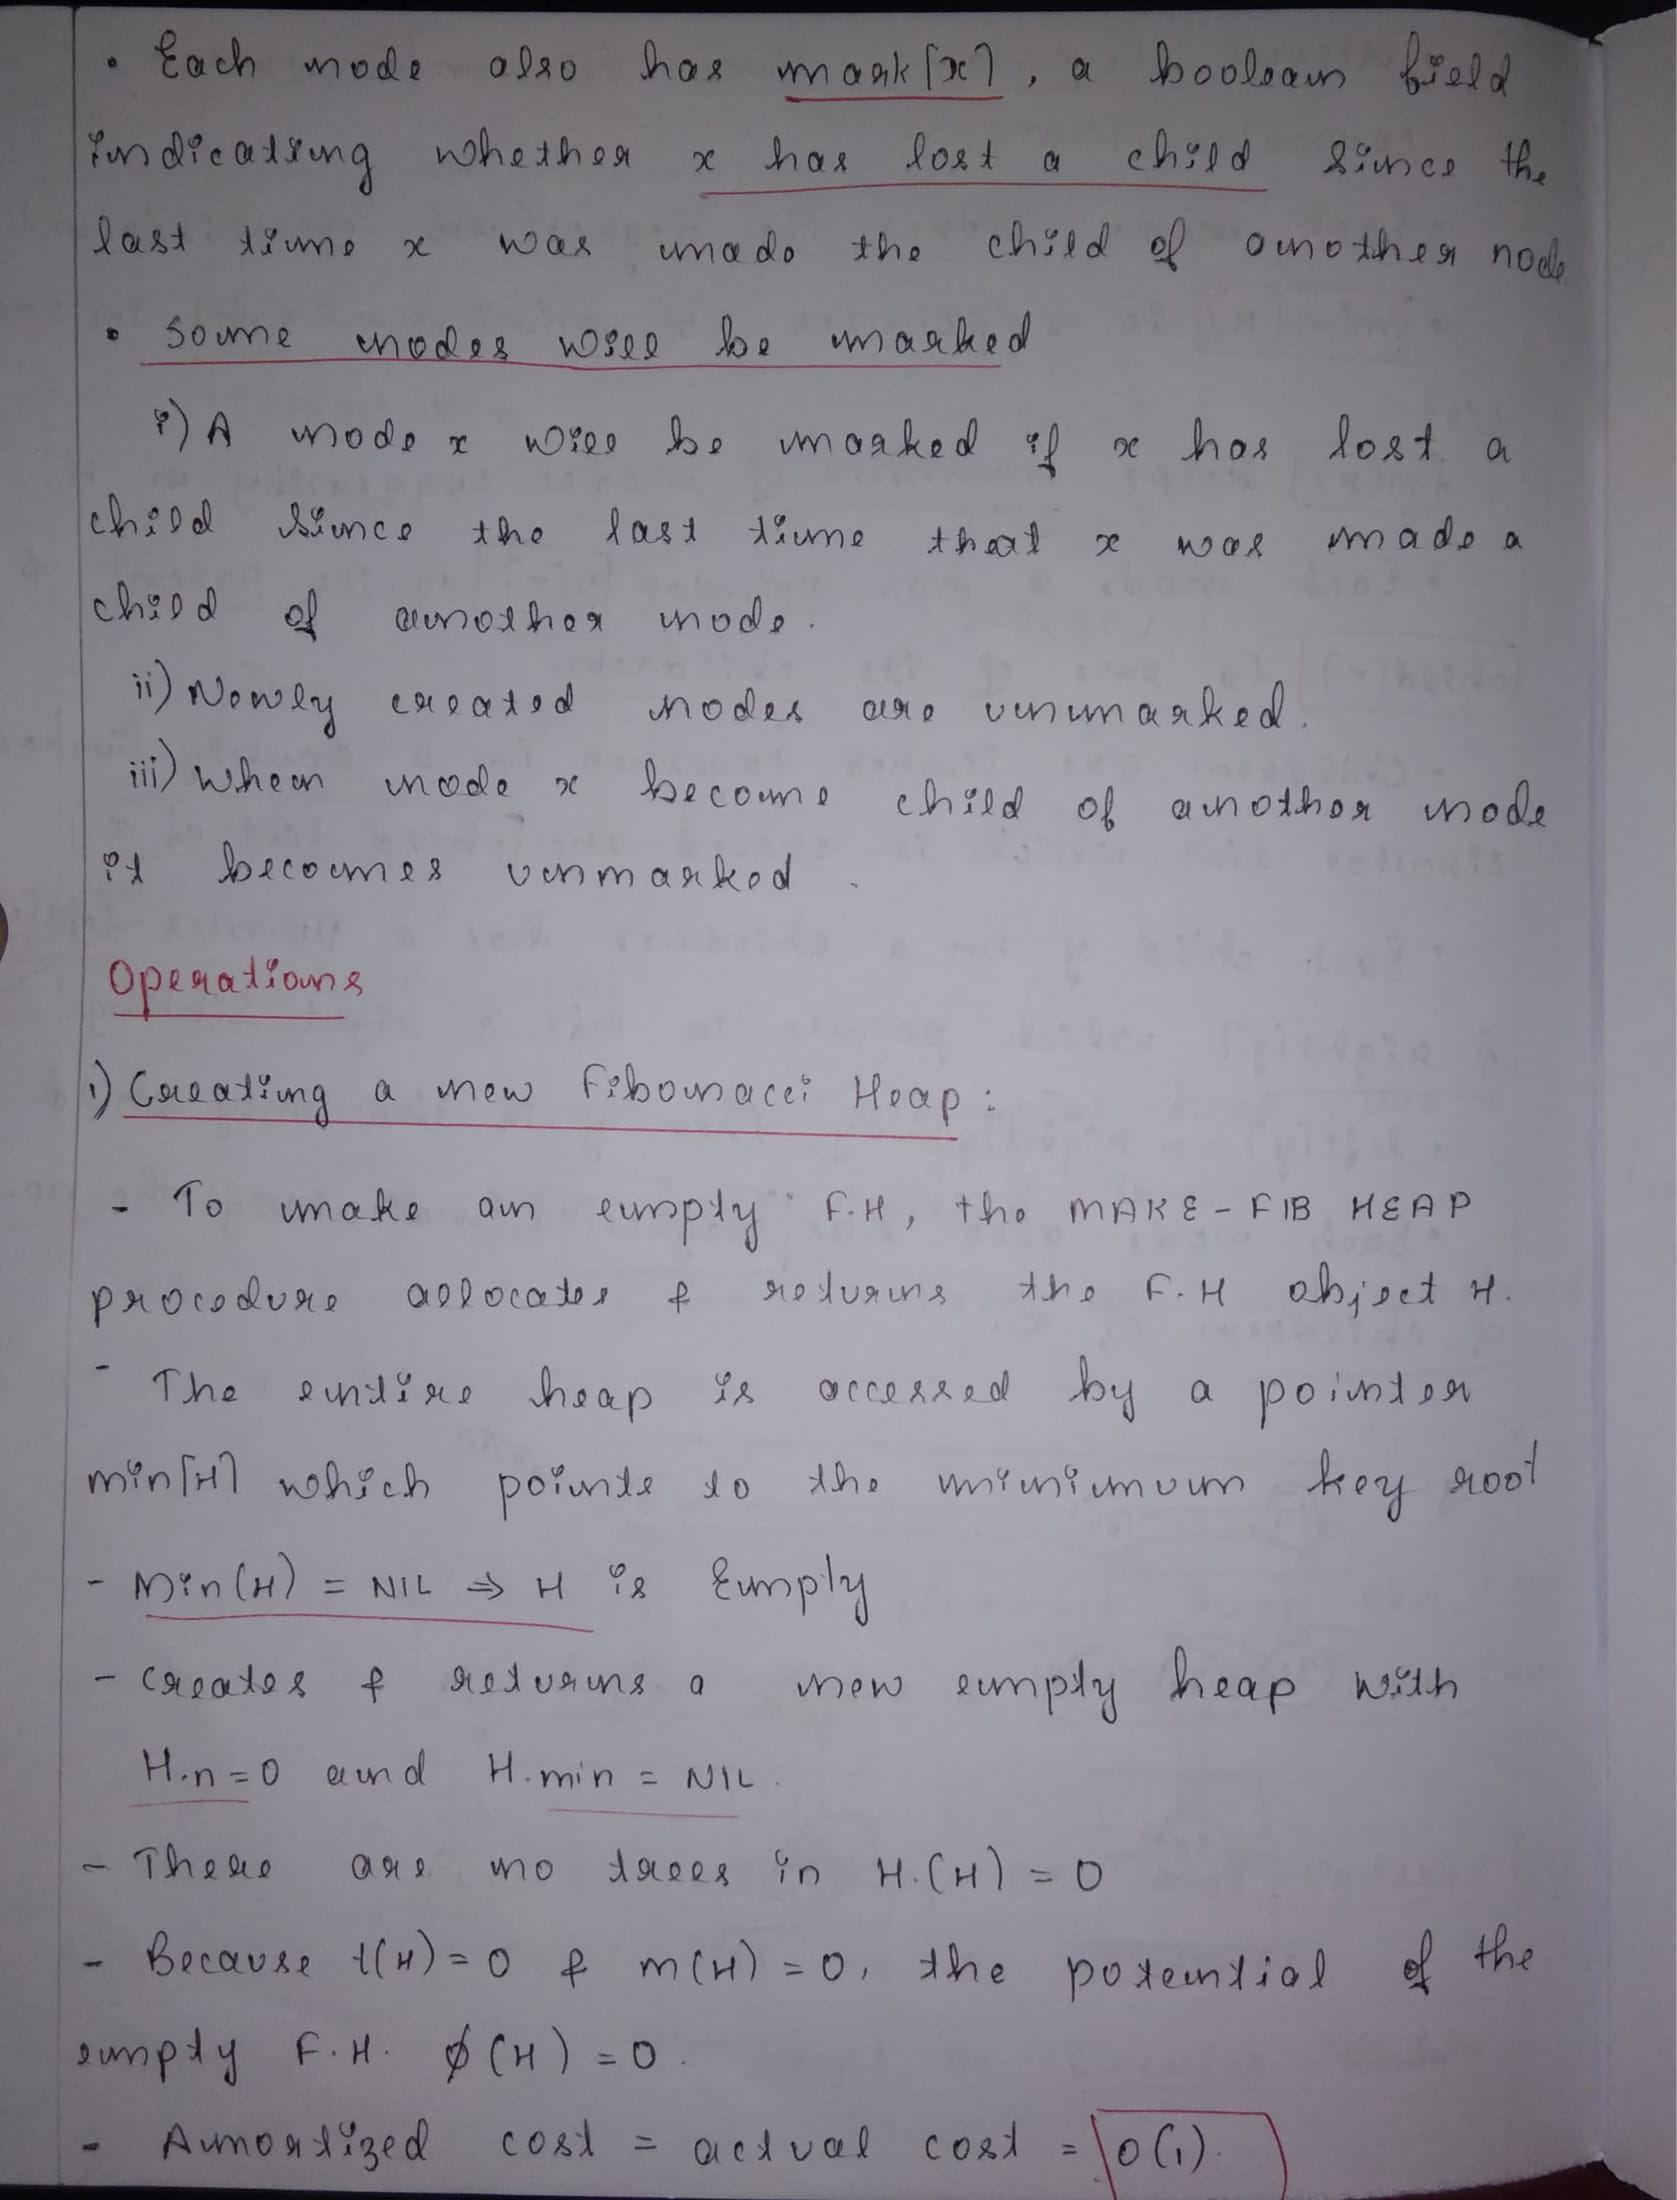 • Each node also has mark[x], a boolean field
indicating whether x has lost a child since the
last time x was made the child of another node
• Some nodes will be marked
i) A node x will be marked if x has lost a
child since the last time that x was made a
child of another node.
ii) Newly created nodes are unmarked.
iii) When node x become child of another node
it becomes unmarked.
Operations
1) Creating a new Fibonacci Heap:
- To make an empty F.H, the MAKE-FIB HEAP
procedure allocates & returns the F.H object H.
- The entire heap is accessed by a pointer
min[H] which points to the minimum key root
- Min(H) = NIL ⇒ H is Empty
- Creates & returns a new empty heap with
H.n=0 and H.min = NIL.
- There are no trees in H.(H) = 0
- Because t(H)=0 & m(H)=0, the potential of the
empty F.H. ϕ(H) = 0.
- Amortized cost = actual cost = O(1).